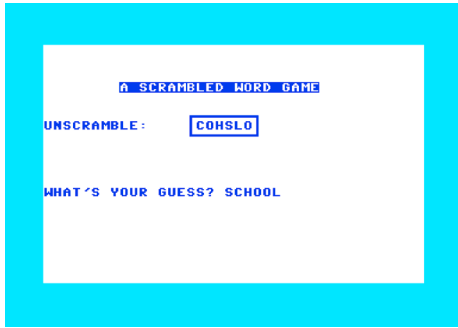 A SCRAMBLED WORD GAME
UNSCRAMBLE: COHSLO
WHAT'S YOUR GUESS? SCHOOL